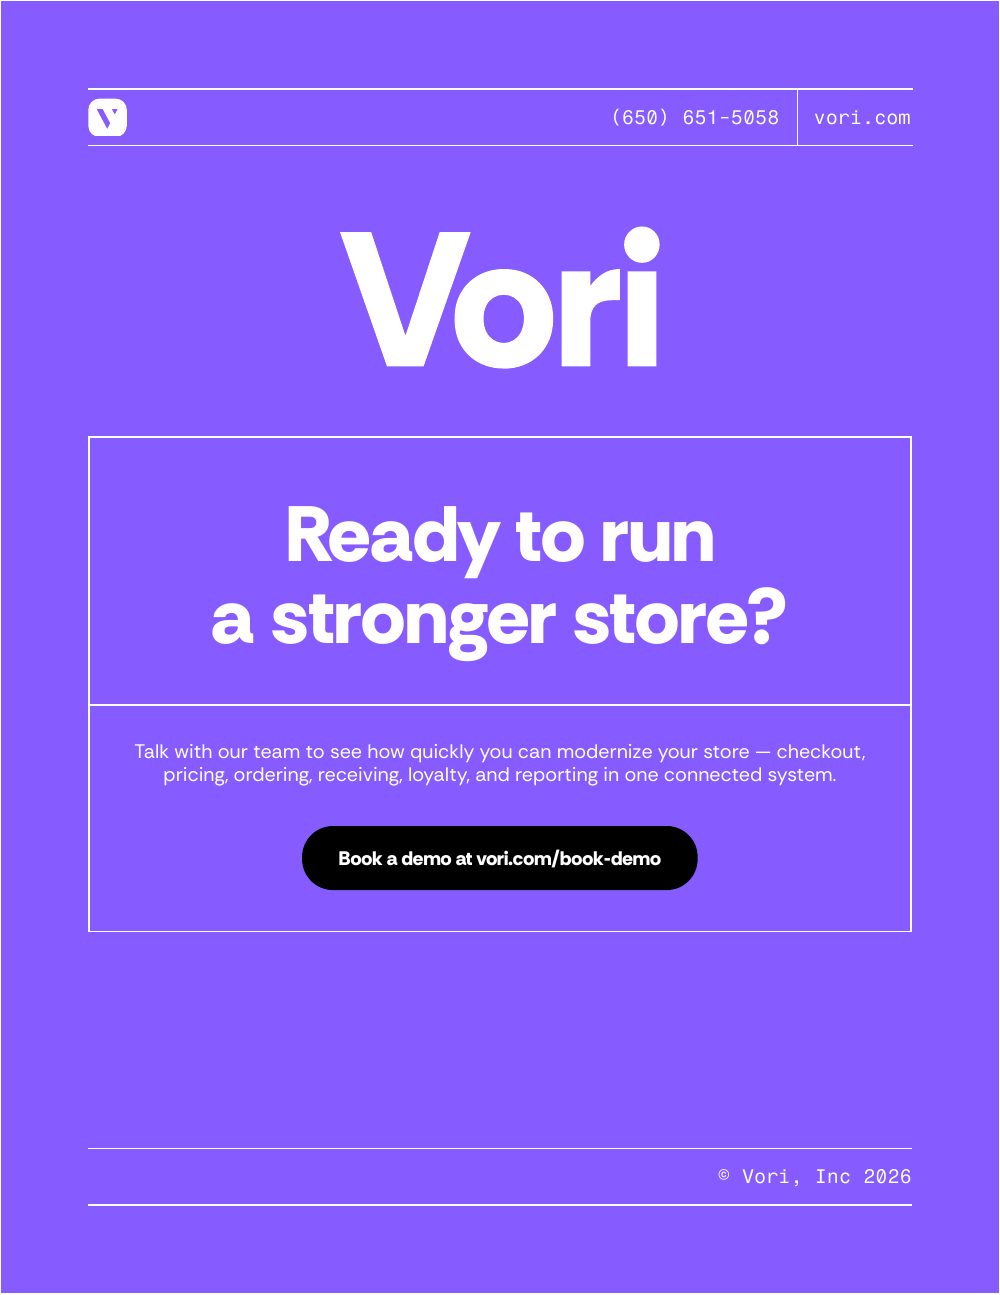 (650) 651-5058 vori.com
Vori
Ready to run
a stronger store?
Talk with our team to see how quickly you can modernize your store — checkout,
pricing, ordering, receiving, loyalty, and reporting in one connected system.
Book a demo at vori.com/book-demo
© Vori, Inc 2026